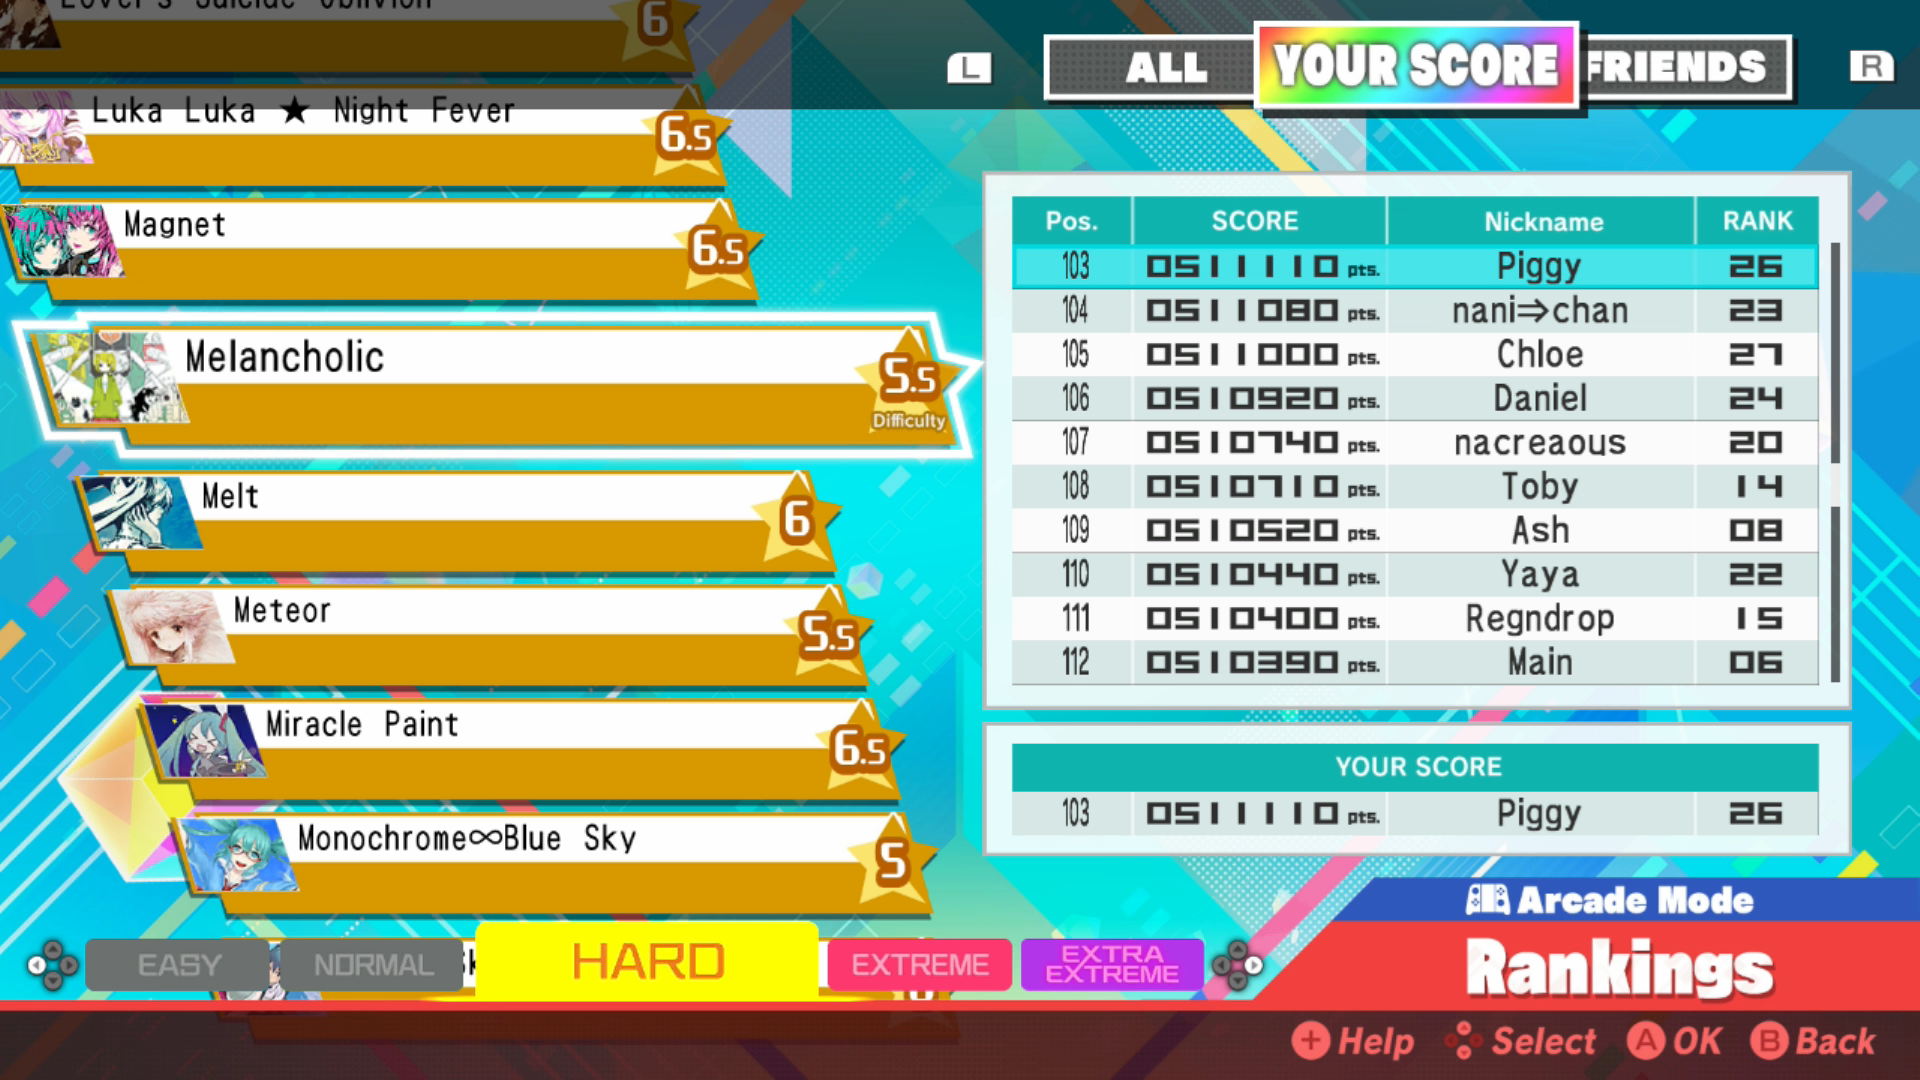 Lover's Suicide Oblivion
6
L
ALL
YOUR SCORE
FRIENDS
R
Luka Luka ★ Night Fever
6.5
Magnet
6.5
Melancholic
5.5
Difficulty
Melt
6
Meteor
5.5
Miracle Paint
6.5
Monochrome∞Blue Sky
5
Pos. SCORE Nickname RANK
103 0511110 pts. Piggy 26
104 0511080 pts. nani⇒chan 23
105 0511000 pts. Chloe 27
106 0510920 pts. Daniel 24
107 0510740 pts. nacreaous 20
108 0510710 pts. Toby 14
109 0510520 pts. Ash 08
110 0510440 pts. Yaya 22
111 0510400 pts. Regndrop 15
112 0510390 pts. Main 06
YOUR SCORE
103 0511110 pts. Piggy 26
Arcade Mode
Rankings
EASY
NORMAL
HARD
EXTREME
EXTRA
EXTREME
+ Help
Select
A OK
B Back